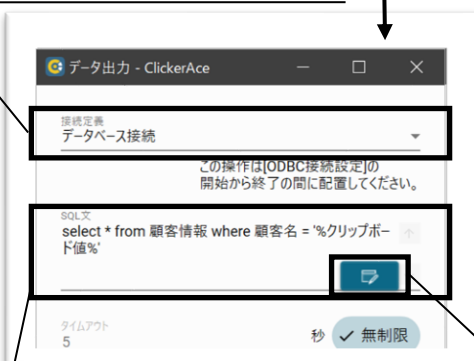 データ出力 - ClickerAce
接続定義
データベース接続
この操作は[ODBC接続設定]の
開始から終了の間に配置してください。
SQL文
select * from 顧客情報 where 顧客名 = '%クリップボー
ド値%'
タイムアウト
5 秒 ✓ 無制限